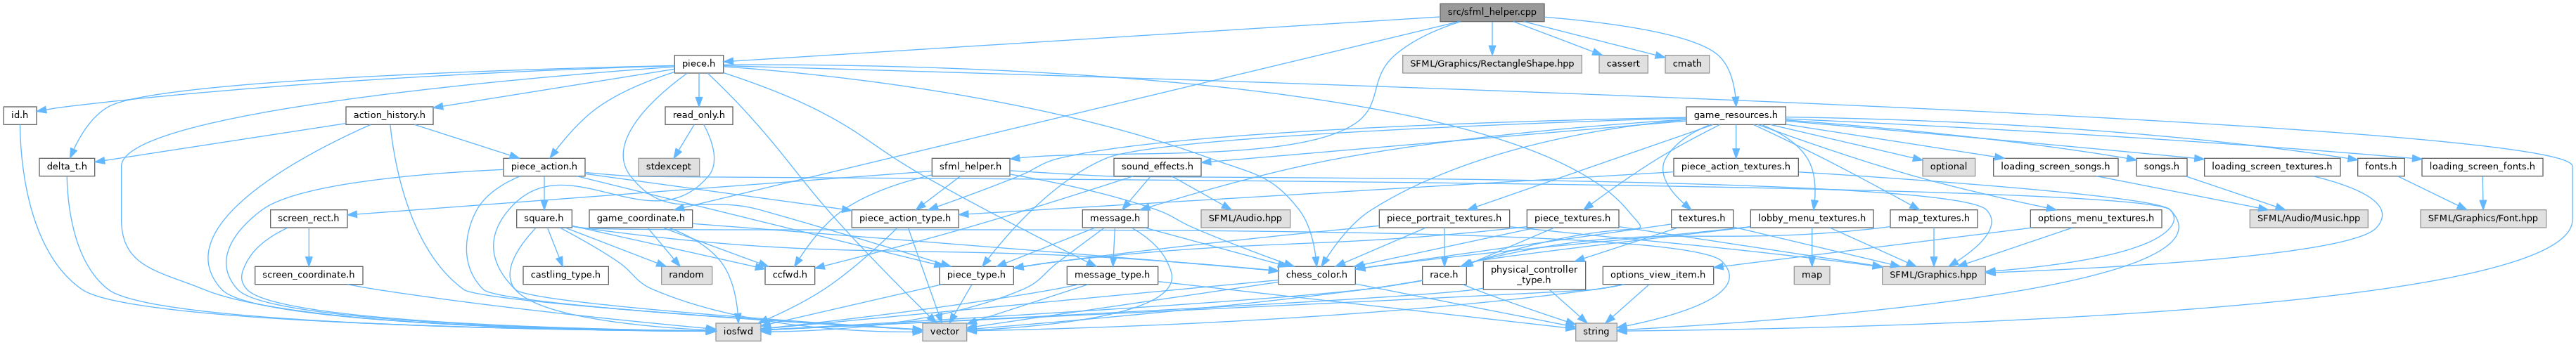 src/sfml_helper.cpp
piece.h
SFML/Graphics/RectangleShape.hpp
cassert
cmath
id.h
action_history.h
read_only.h
game_resources.h
delta_t.h
piece_action.h
stdexcept
sfml_helper.h
sound_effects.h
piece_action_textures.h
optional
loading_screen_songs.h
songs.h
loading_screen_textures.h
fonts.h
loading_screen_fonts.h
screen_rect.h
square.h
game_coordinate.h
piece_action_type.h
message.h
SFML/Audio.hpp
piece_portrait_textures.h
piece_textures.h
textures.h
lobby_menu_textures.h
map_textures.h
options_menu_textures.h
SFML/Audio/Music.hpp
SFML/Graphics/Font.hpp
screen_coordinate.h
castling_type.h
random
ccfwd.h
piece_type.h
message_type.h
chess_color.h
race.h
physical_controller
_type.h
options_view_item.h
map
SFML/Graphics.hpp
iosfwd
vector
string